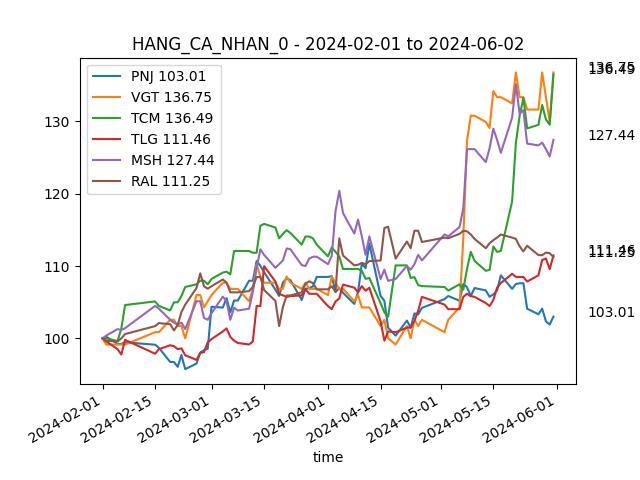 HANG_CA_NHAN_0 - 2024-02-01 to 2024-06-02
PNJ 103.01
VGT 136.75
TCM 136.49
TLG 111.46
MSH 127.44
RAL 111.25
130
120
110
100
136.75
136.49
127.44
111.46
111.25
103.01
2024-02-01
2024-02-15
2024-03-01
2024-03-15
2024-04-01
2024-04-15
2024-05-01
2024-05-15
2024-06-01
time